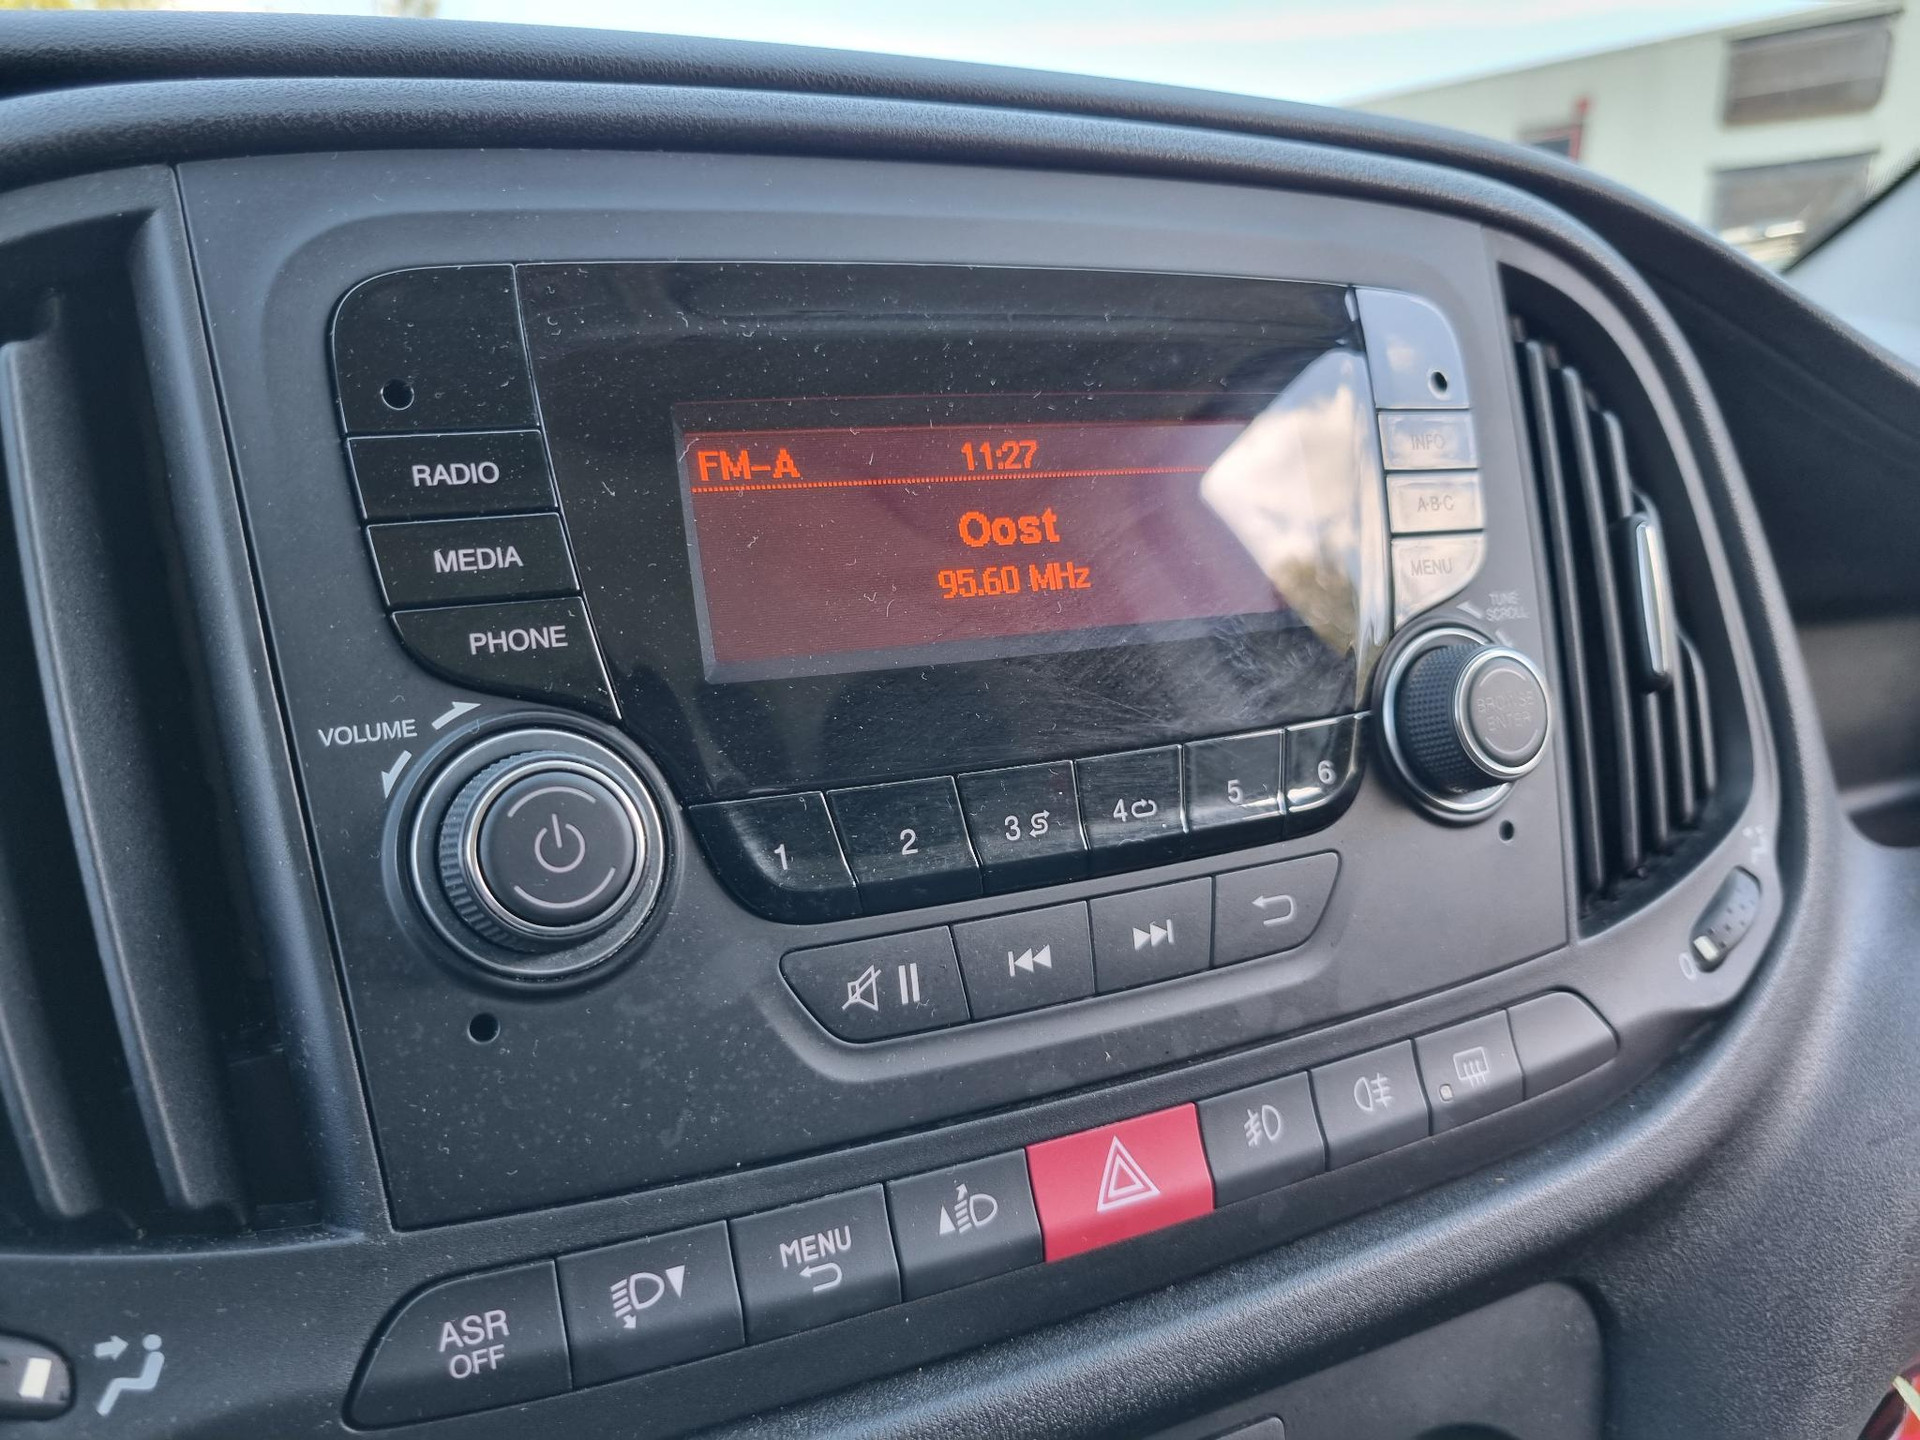 FM-A 11:27
Oost
95.60 MHz
RADIO
MEDIA
PHONE
VOLUME
INFO
A·B·C
MENU
TUNE
SCROLL
BROWSE
ENTER
1 2 3 4 5 6
0
ASR
OFF
MENU